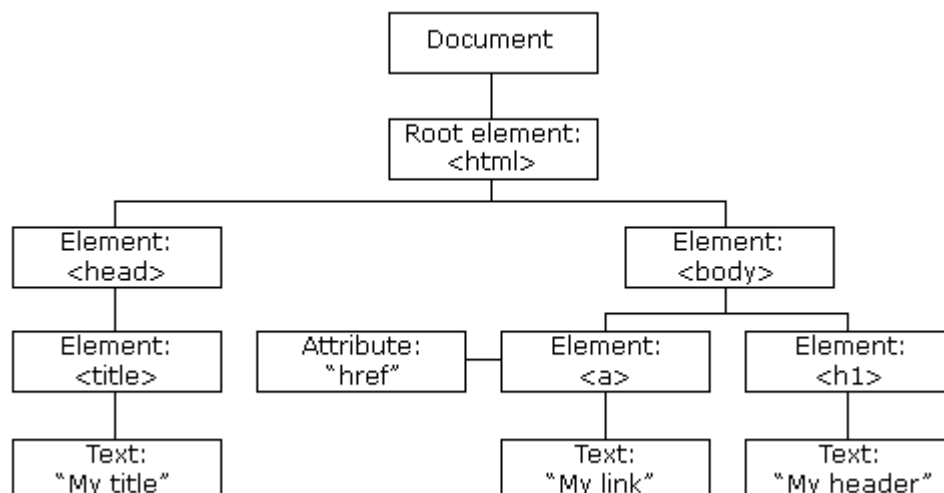 Document
Root element:
<html>
Element:
<head>
Element:
<body>
Element:
<title>
Attribute:
“href”
Element:
<a>
Element:
<h1>
Text:
“My title”
Text:
“My link”
Text:
“My header”